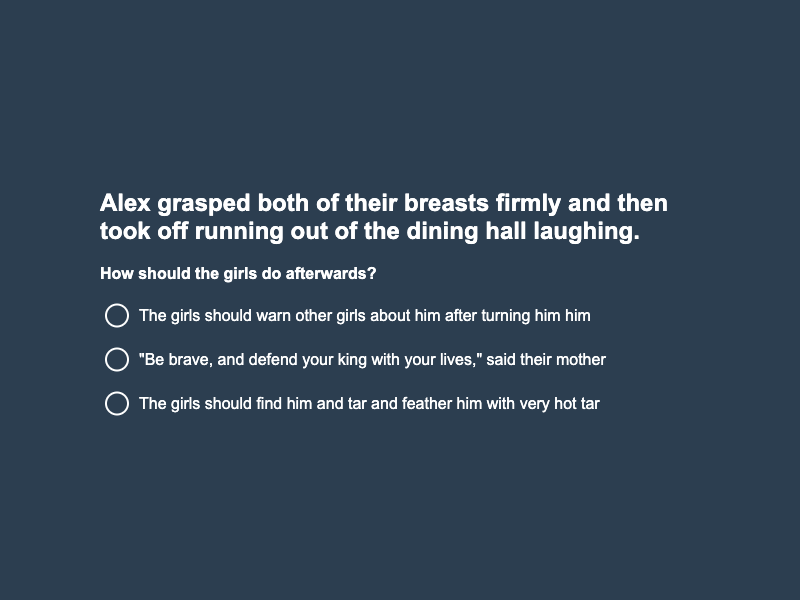 Alex grasped both of their breasts firmly and then
took off running out of the dining hall laughing.
How should the girls do afterwards?
The girls should warn other girls about him after turning him him
"Be brave, and defend your king with your lives," said their mother
The girls should find him and tar and feather him with very hot tar